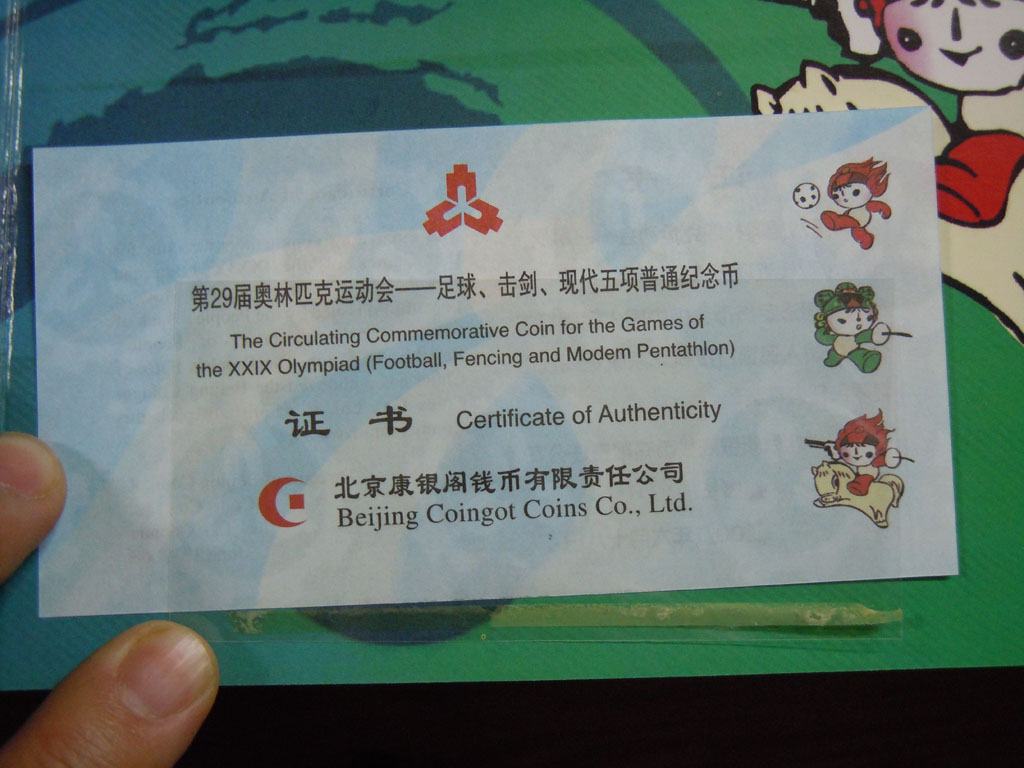 第29届奥林匹克运动会——足球、击剑、现代五项普通纪念币
The Circulating Commemorative Coin for the Games of
the XXIX Olympiad (Football, Fencing and Modem Pentathlon)
证 书 Certificate of Authenticity
北京康银阁钱币有限责任公司
Beijing Coingot Coins Co., Ltd.